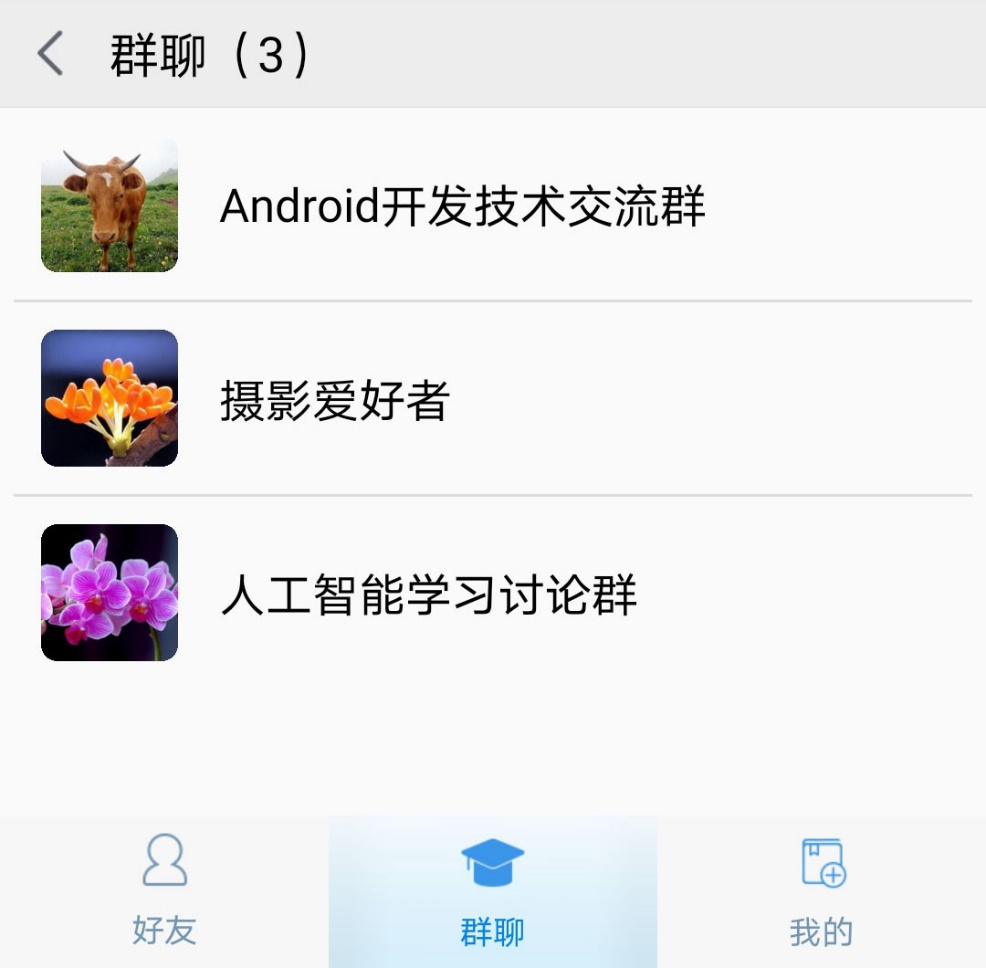 群聊（3）
Android开发技术交流群
摄影爱好者
人工智能学习讨论群
好友
群聊
我的